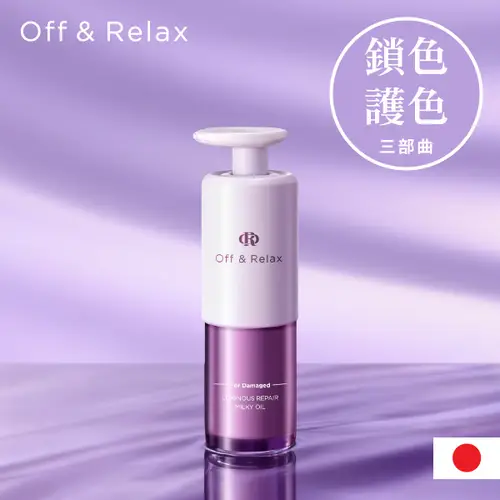 Off & Relax
鎖色
護色
三部曲
Off & Relax
Damaged
REPAIR
MILKY OIL